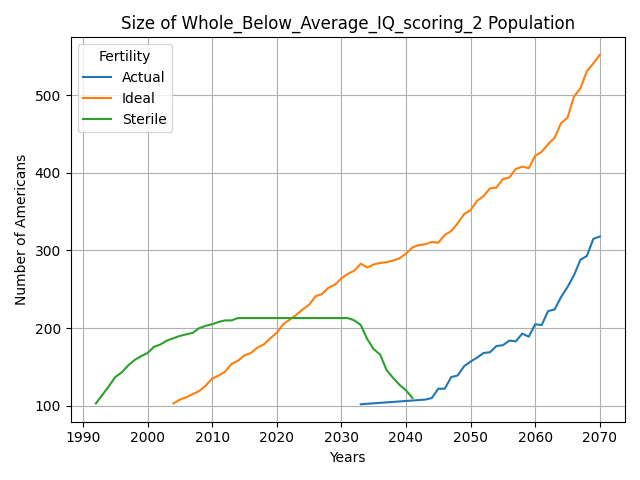 Size of Whole_Below_Average_IQ_scoring_2 Population
Fertility
Actual
Ideal
Sterile
Number of Americans
500
400
300
200
100
1990 2000 2010 2020 2030 2040 2050 2060 2070
Years